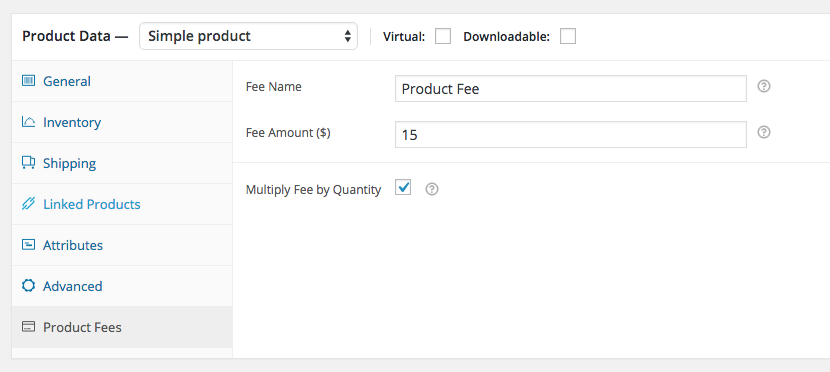 Product Data — Simple product Virtual: Downloadable:
General
Inventory
Shipping
Linked Products
Attributes
Advanced
Product Fees
Fee Name Product Fee ?
Fee Amount ($) 15 ?
Multiply Fee by Quantity ?